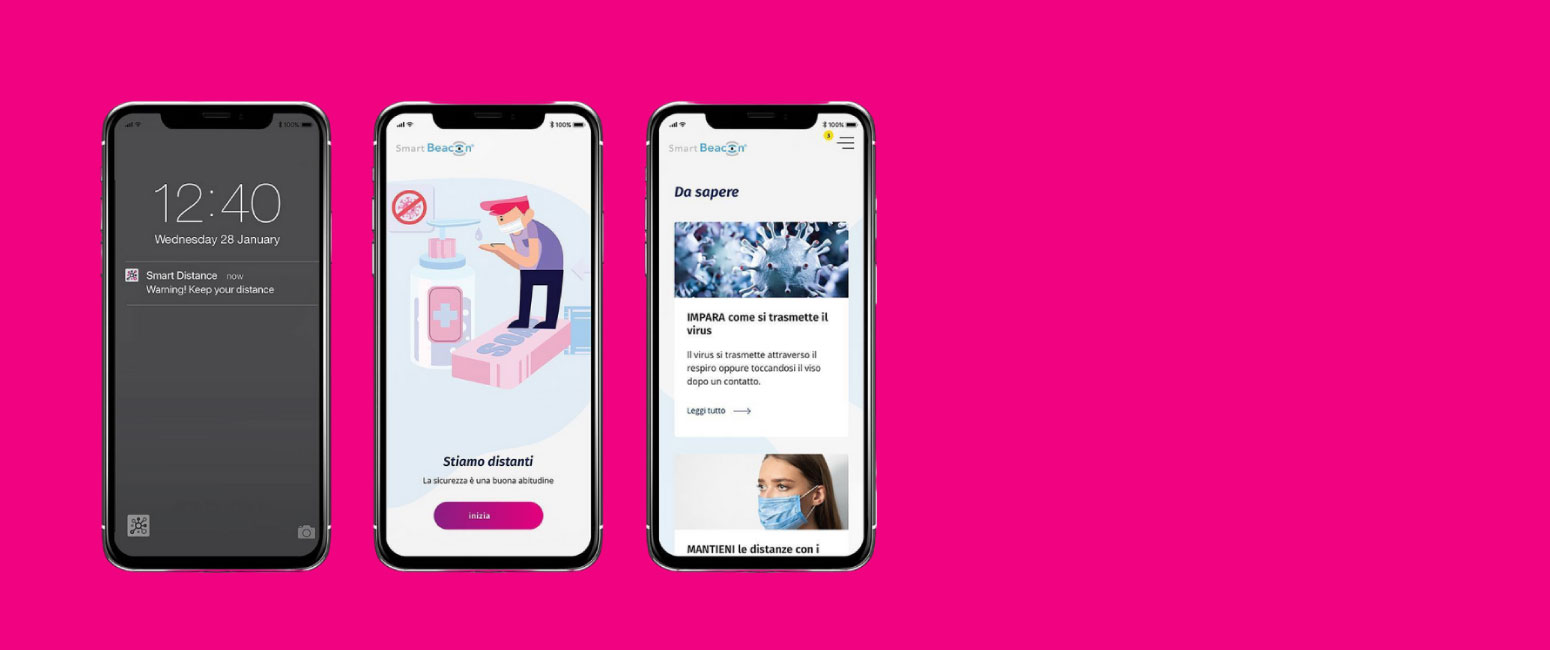 100%
12:40
Wednesday 28 January
Smart Distance now
Warning! Keep your distance
100%
Smart Beacon®
SOAP
Stiamo distanti
La sicurezza è una buona abitudine
inizia
100%
3
Smart Beacon®
Da sapere
IMPARA come si trasmette il
virus
Il virus si trasmette attraverso il
respiro oppure toccandosi il viso
dopo un contatto.
Leggi tutto
MANTIENI le distanze con i